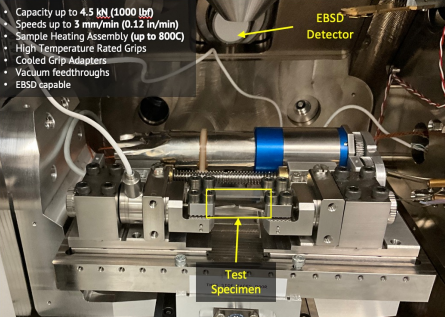 • Capacity up to 4.5 kN (1000 lbf)
• Speeds up to 3 mm/min (0.12 in/min)
• Sample Heating Assembly (up to 800C)
• High Temperature Rated Grips
• Cooled Grip Adapters
• Vacuum feedthroughs
• EBSD capable
EBSD
Detector
Test
Specimen